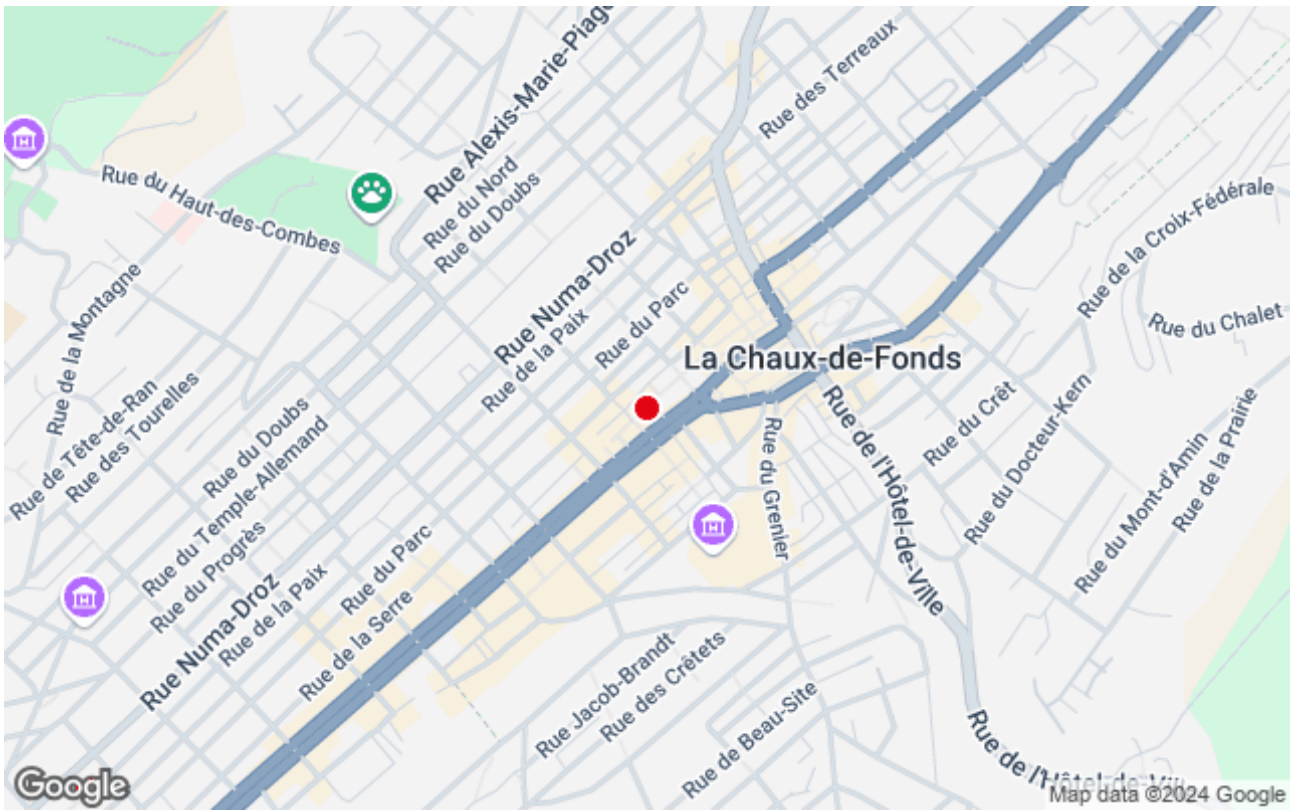 Rue Alexis-Marie-Piage
Rue des Terreaux
Rue du Haut-des-Combes
Rue du Nord
Rue du Doubs
Rue de la Croix-Fédérale
Rue de la Montagne
Rue Numa-Droz
Rue du Parc
Rue de la Paix
Rue du Chalet
La Chaux-de-Fonds
Rue de Tête-de-Ran
Rue des Tourelles
Rue du Doubs
Rue du Temple-Allemand
Rue du Progrès
Rue du Crêt
Rue du Docteur-Kern
Rue du Mont-d'Amin
Rue de la Prairie
Rue du Grenier
Rue de l'Hôtel-de-Ville
Rue Numa-Droz
Rue de la Paix
Rue du Parc
Rue de la Serre
Rue Jacob-Brandt
Rue des Crêtets
Rue de Beau-Site
Rue de l'Hôtel-de-Vil
Google
Map data ©2024 Google